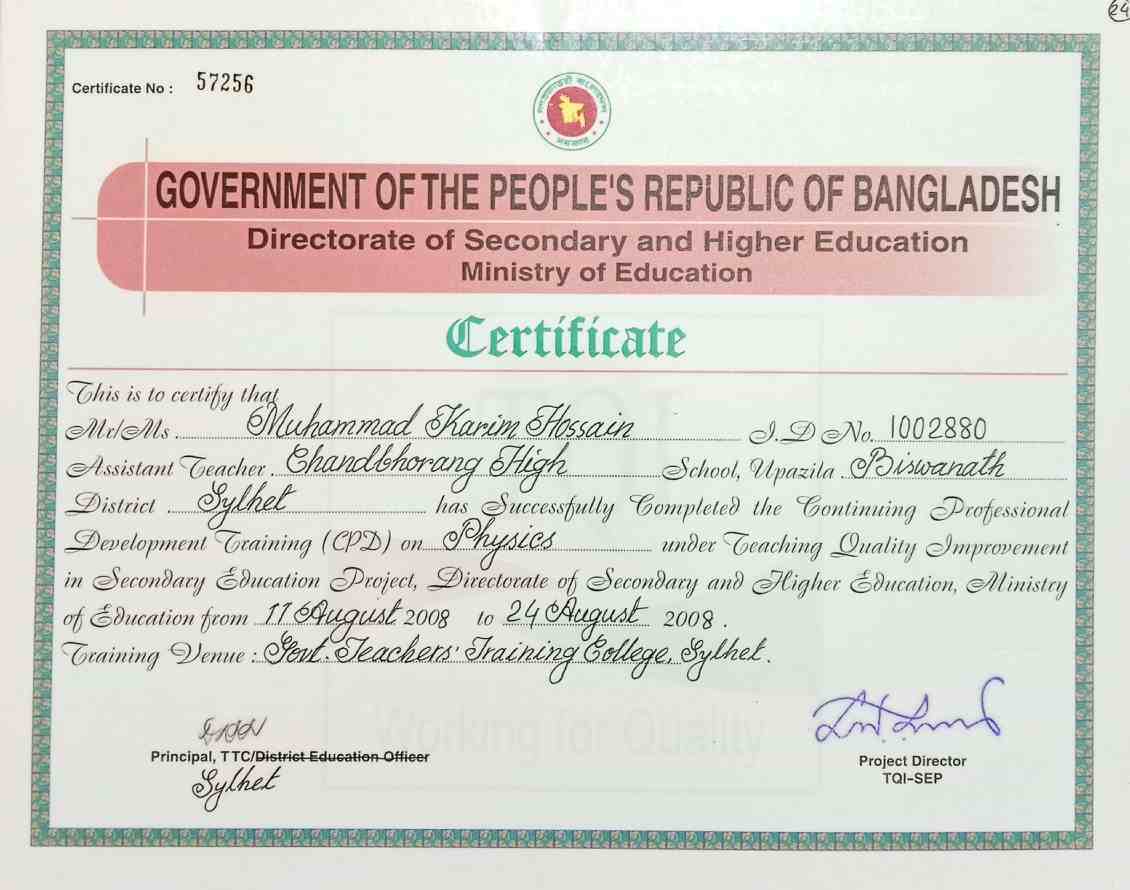 24
Certificate No : 57256
GOVERNMENT OF THE PEOPLE'S REPUBLIC OF BANGLADESH
Directorate of Secondary and Higher Education
Ministry of Education
Certificate
This is to certify that
Mr/Ms Muhammad Karim Hossain I.D No. 1002880
Assistant Teacher Chandbhorang High School, Upazila Biswanath
District Sylhet has Successfully Completed the Continuing Professional
Development Training (CPD) on Physics under Teaching Quality Improvement
in Secondary Education Project, Directorate of Secondary and Higher Education, Ministry
of Education from 11 August 2008 to 24 August 2008 .
Training Venue : Govt. Teachers' Training College, Sylhet.
Working for Quality
Principal, TTC/District Education Officer
Sylhet
Project Director
TQI-SEP